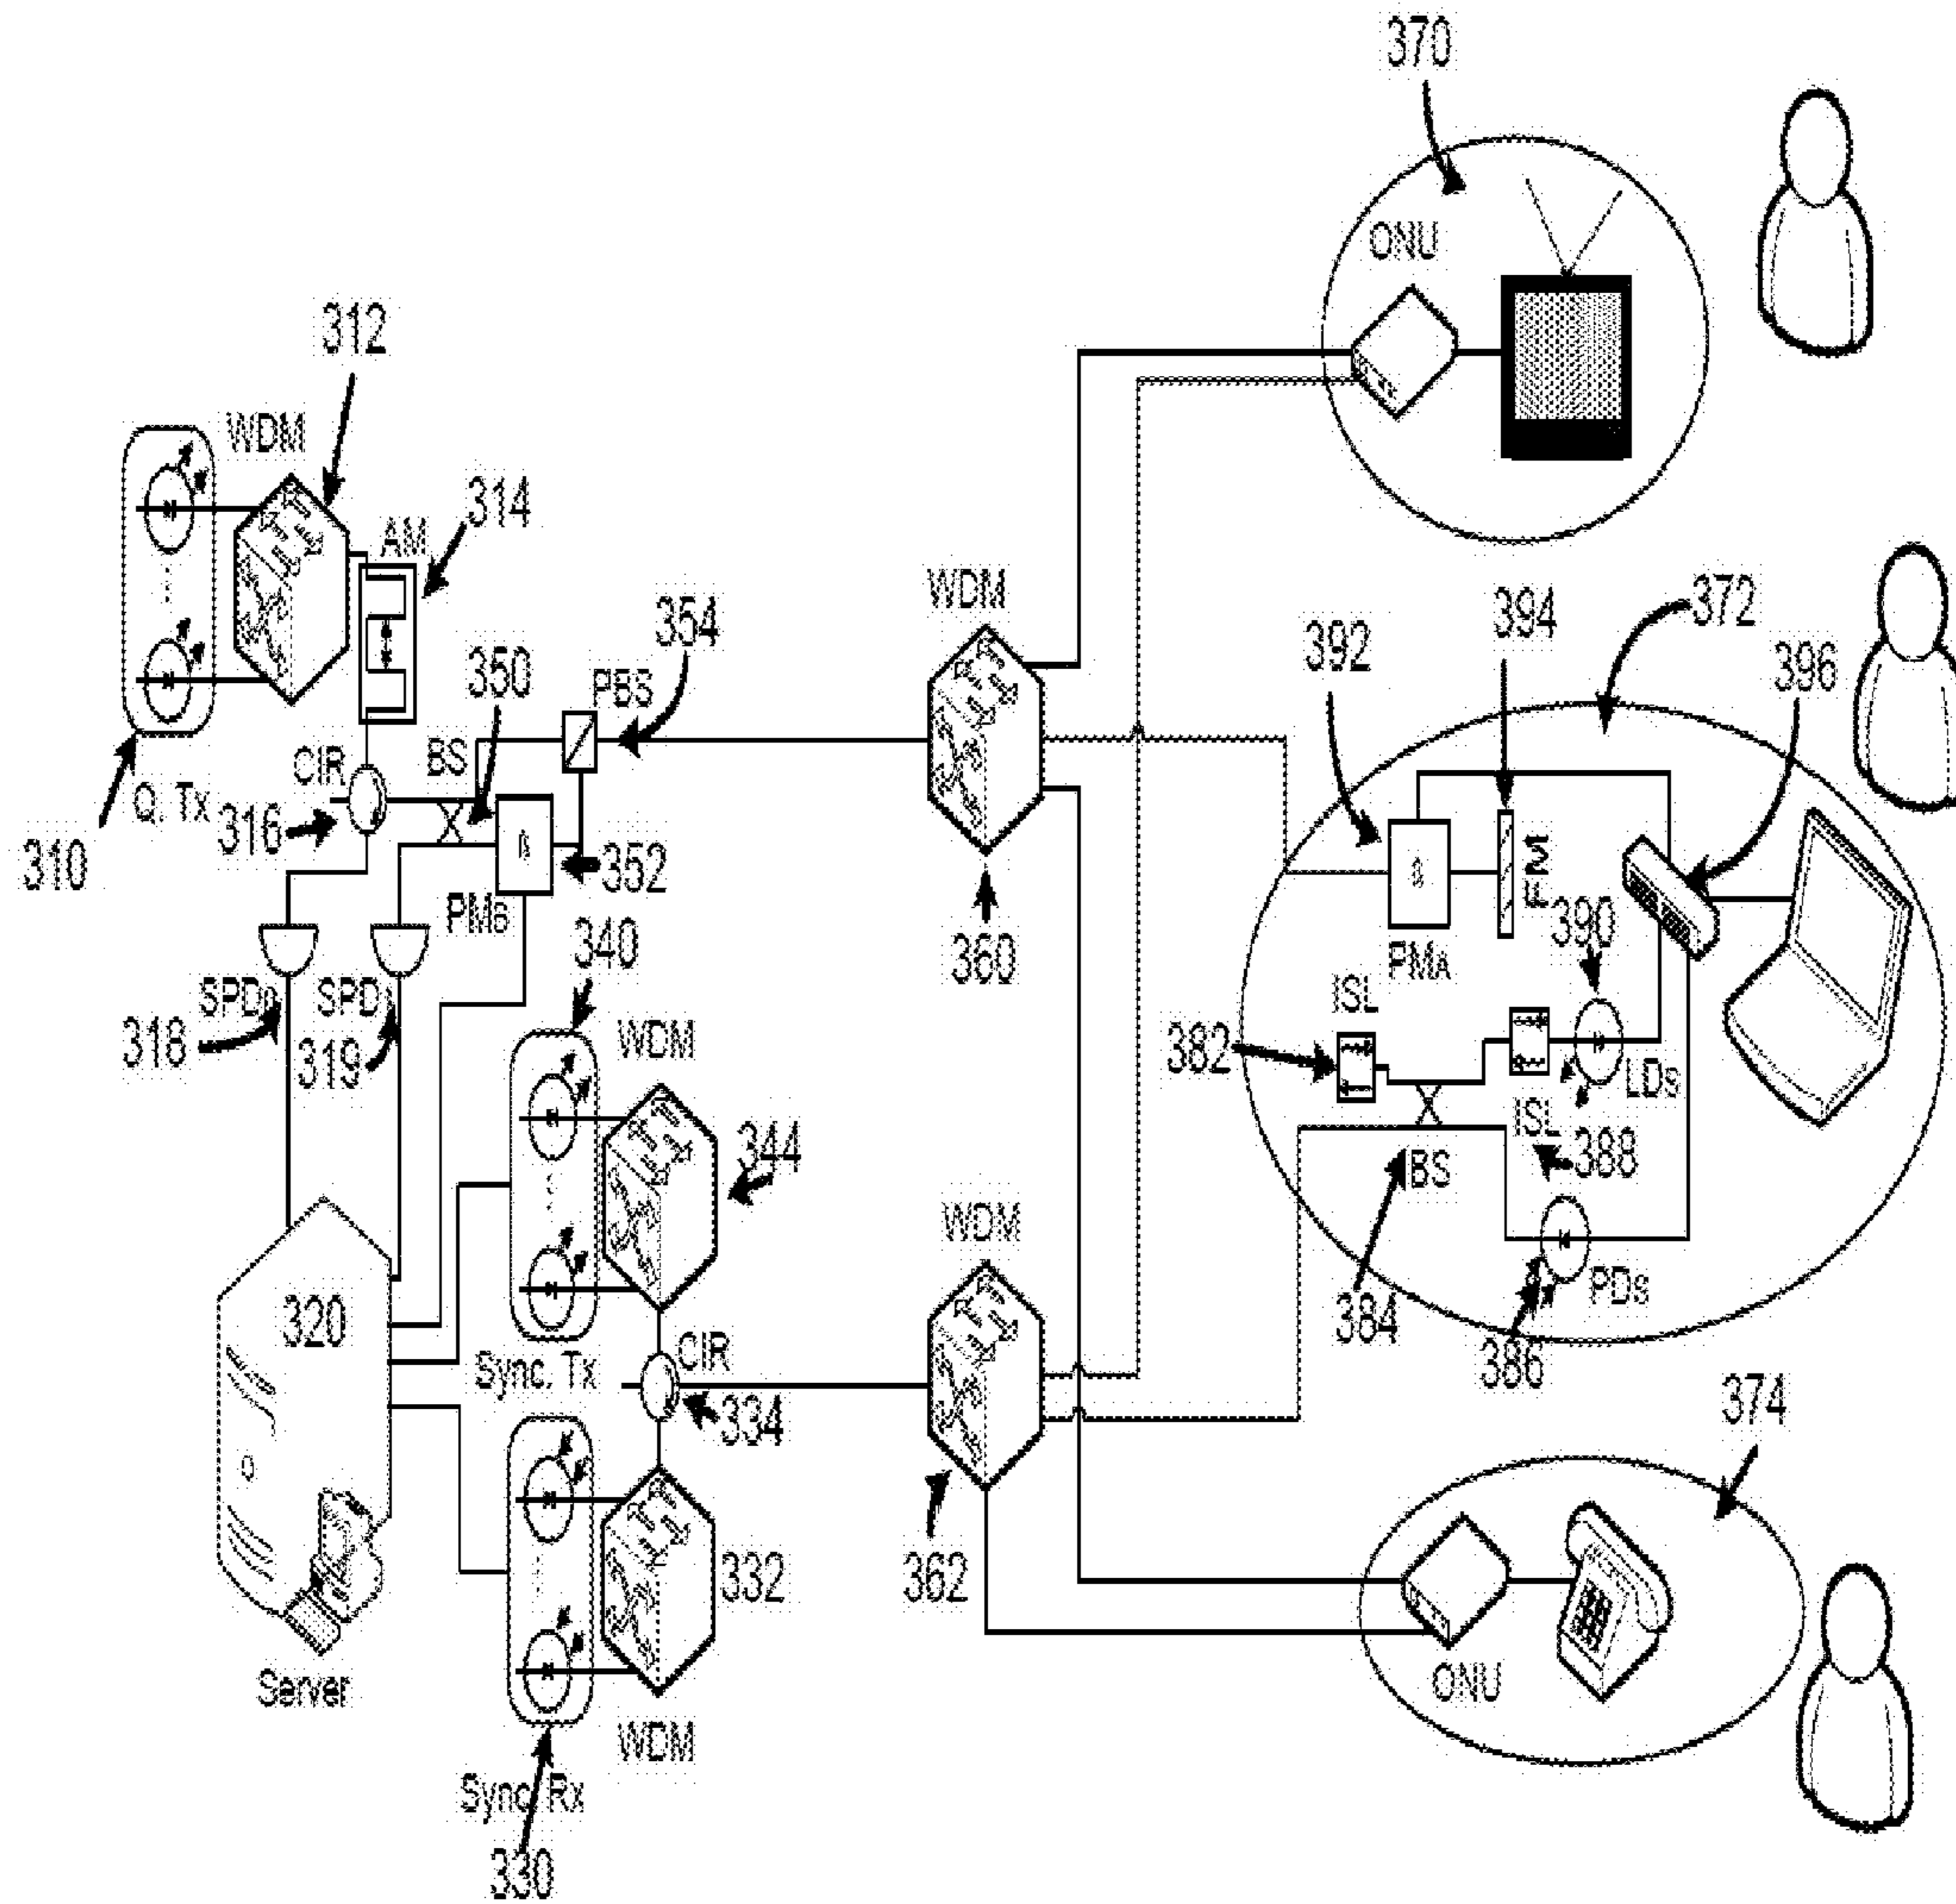 370
ONU
312
WDM
314
AM
WDM
394
372
354
392
396
350
PBS
CIR
BS
Q. Tx
316
310
352
FM
PMB
390
340
360
PMA
SPD0
SPD
ISL
318
319
WDM
382
LDs
344
ISL
388
BS
WDM
320
384
PDs
386
CIR
Sync. Tx
374
334
332
362
Server
ONU
WDM
Sync. Rx
330